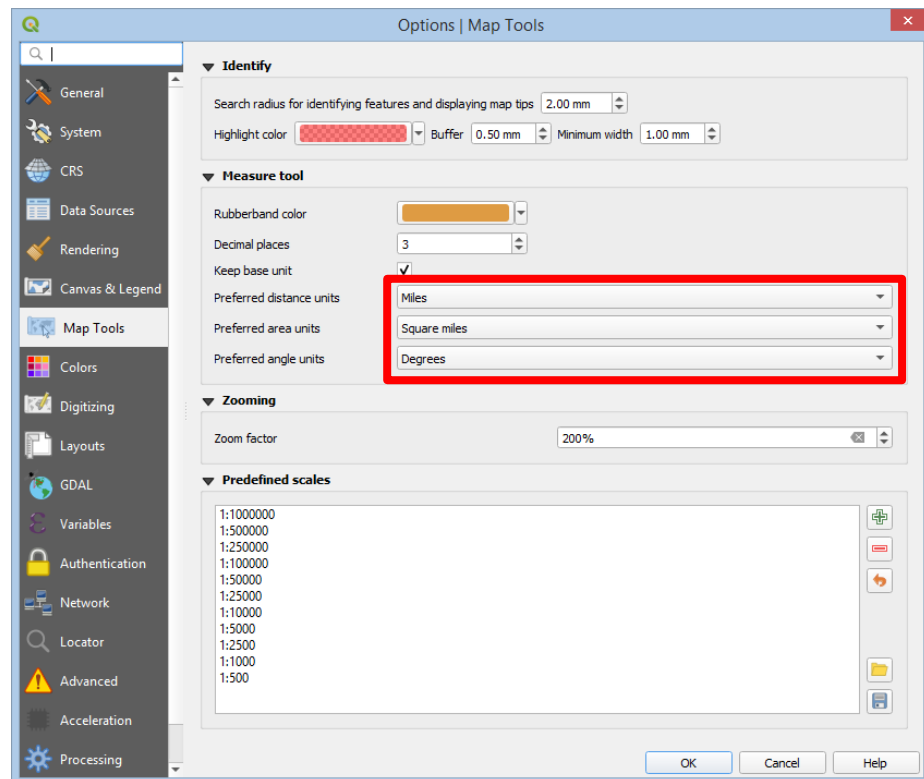 Options | Map Tools
General
System
CRS
Data Sources
Rendering
Canvas & Legend
Map Tools
Colors
Digitizing
Layouts
GDAL
Variables
Authentication
Network
Locator
Advanced
Acceleration
Processing
Identify
Search radius for identifying features and displaying map tips 2.00 mm
Highlight color Buffer 0.50 mm Minimum width 1.00 mm
Measure tool
Rubberband color
Decimal places 3
Keep base unit
Preferred distance units Miles
Preferred area units Square miles
Preferred angle units Degrees
Zooming
Zoom factor 200%
Predefined scales
1:1000000
1:500000
1:250000
1:100000
1:50000
1:25000
1:10000
1:5000
1:2500
1:1000
1:500
OK Cancel Help